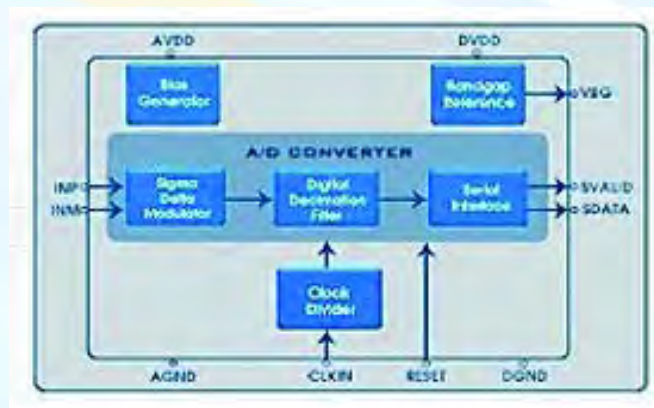 AVDD
DVDD
Bias
Generator
Bandgap
Reference
VBG
A/D CONVERTER
INP
INM
Sigma
Delta
Modulator
Digital
Decimation
Filter
Serial
Interface
SVALID
SDATA
Clock
Divider
AGND
CLKIN
RESET
DGND